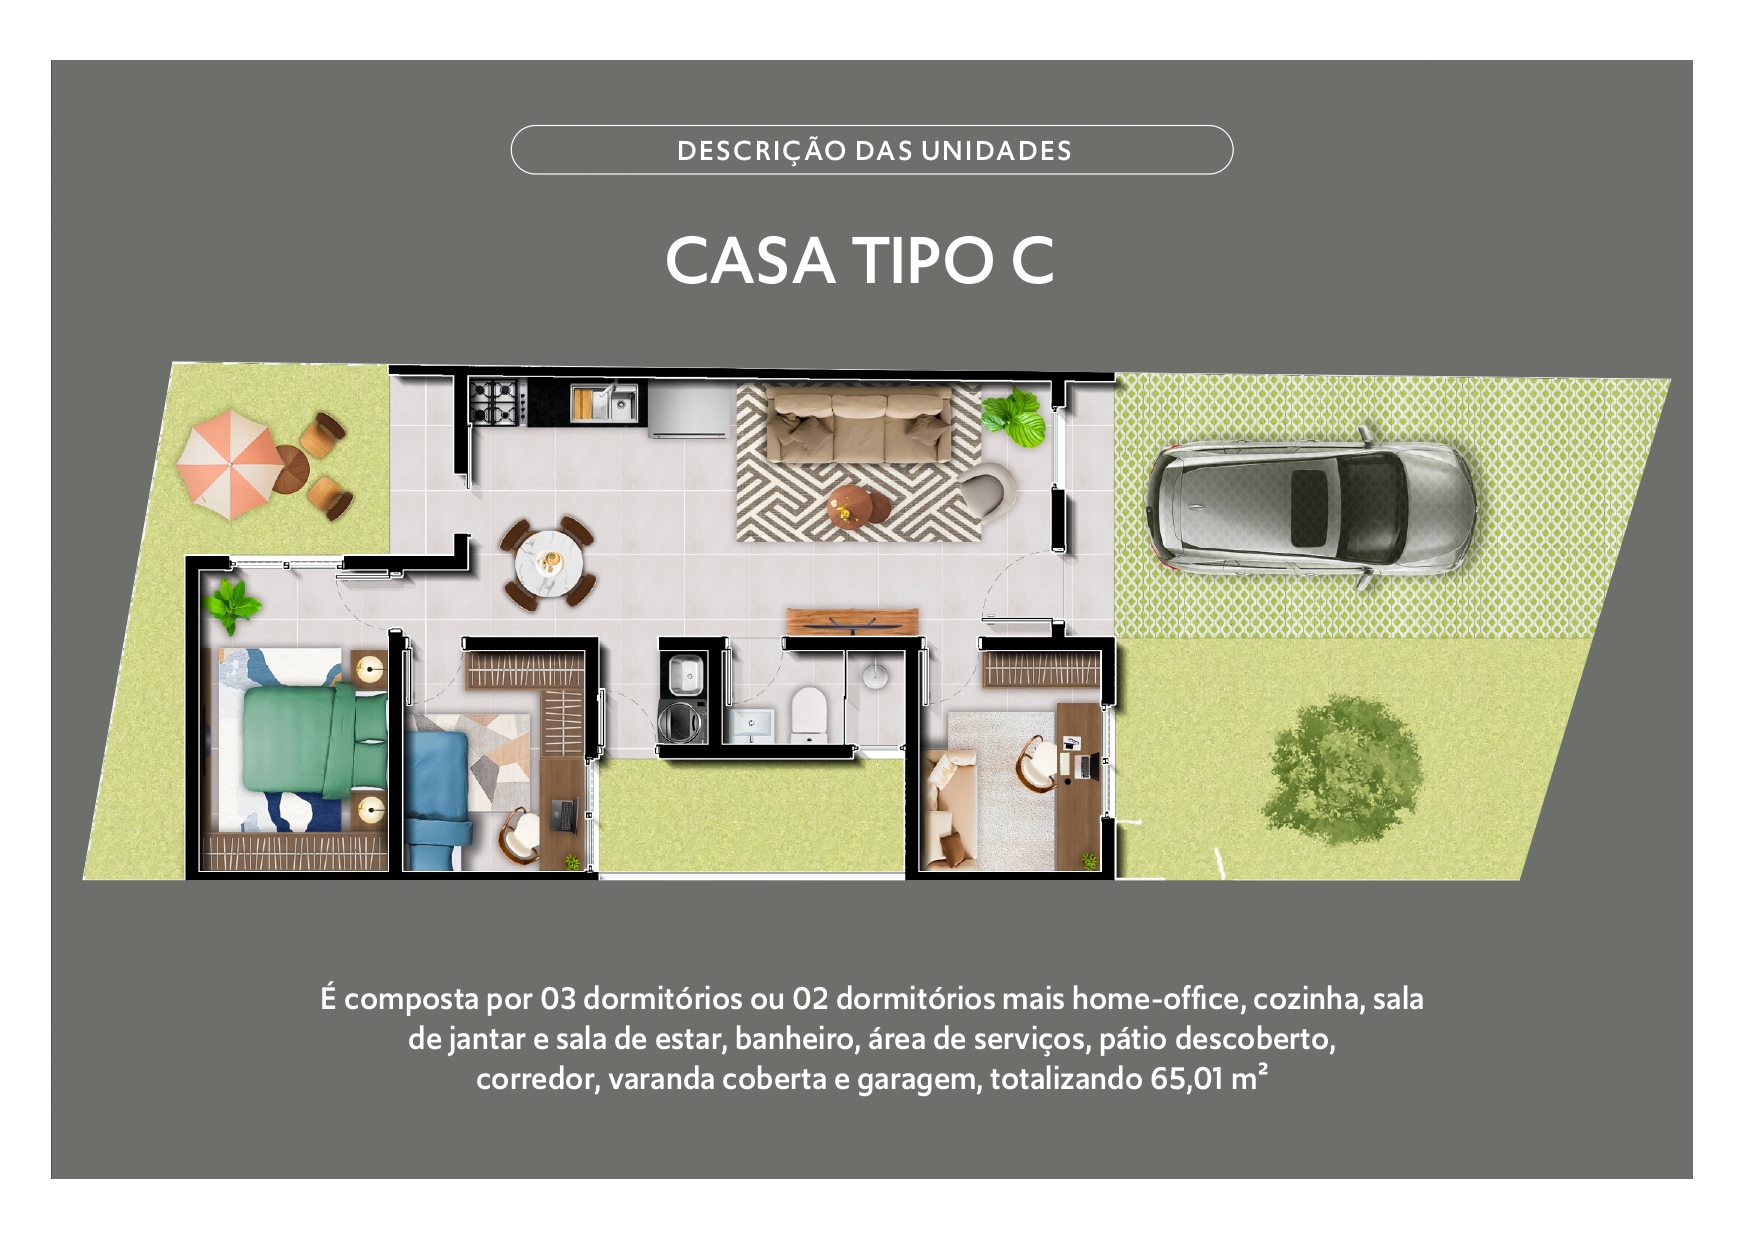 DESCRIÇÃO DAS UNIDADES
CASA TIPO C
É composta por 03 dormitórios ou 02 dormitórios mais home-office, cozinha, sala
de jantar e sala de estar, banheiro, área de serviços, pátio descoberto,
corredor, varanda coberta e garagem, totalizando 65,01 m²